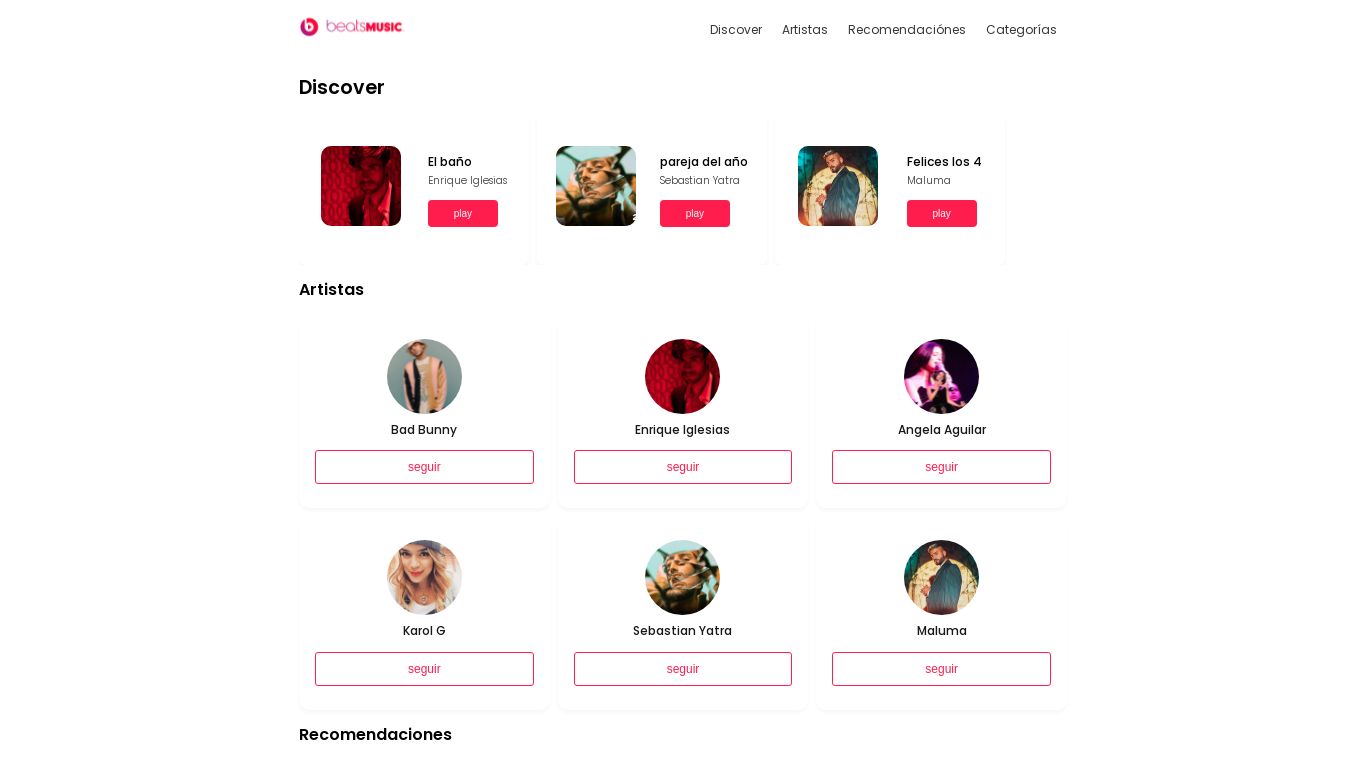 beatsMUSIC
Discover Artistas Recomendaciónes Categorías
Discover
El baño
Enrique Iglesias
play
pareja del año
Sebastian Yatra
play
Felices los 4
Maluma
play
Artistas
Bad Bunny
seguir
Enrique Iglesias
seguir
Angela Aguilar
seguir
Karol G
seguir
Sebastian Yatra
seguir
Maluma
seguir
Recomendaciones